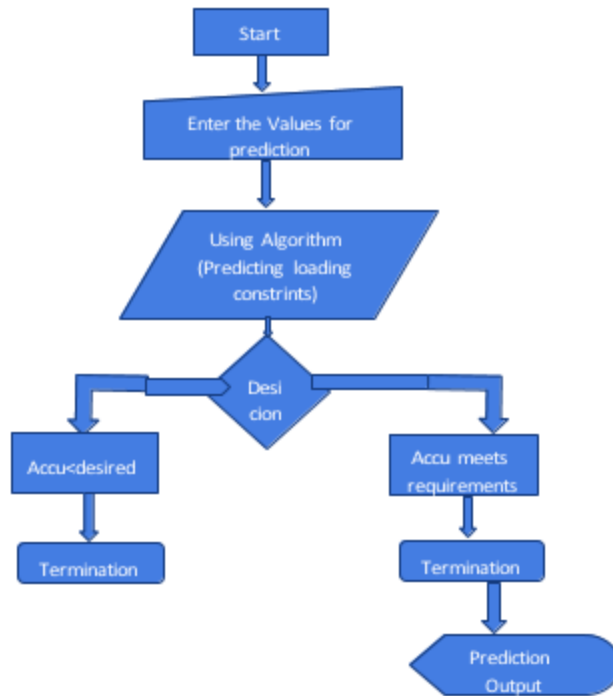 Start
Enter the Values for
prediction
Using Algorithm
(Predicting loading
constrints)
Desi
cion
Accu<desired
Accu meets
requirements
Termination
Termination
Prediction
Output